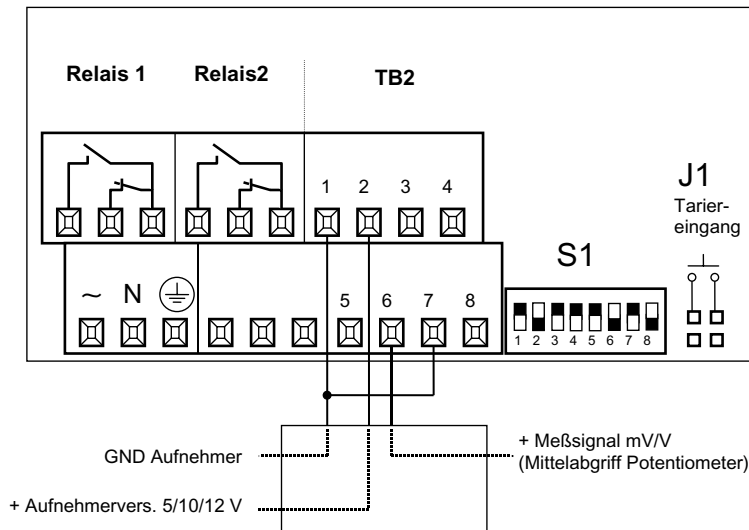 Relais 1 Relais2 TB2
1 2 3 4
J1
Tarier-
eingang
S1
~ N
5 6 7 8
1 2 3 4 5 6 7 8
GND Aufnehmer
+ Meßsignal mV/V
(Mittelabgriff Potentiometer)
+ Aufnehmervers. 5/10/12 V